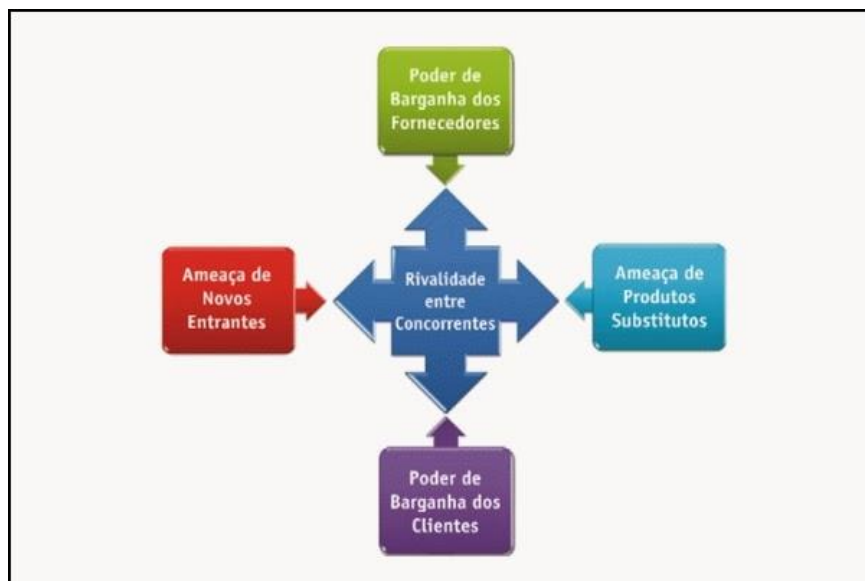 Poder de
Barganha dos
Fornecedores
Ameaça de
Novos
Entrantes
Rivalidade
entre
Concorrentes
Ameaça de
Produtos
Substitutos
Poder de
Barganha dos
Clientes